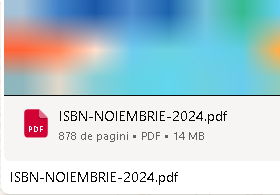 ISBN-NOIEMBRIE-2024.pdf
PDF
878 de pagini • PDF • 14 MB
ISBN-NOIEMBRIE-2024.pdf